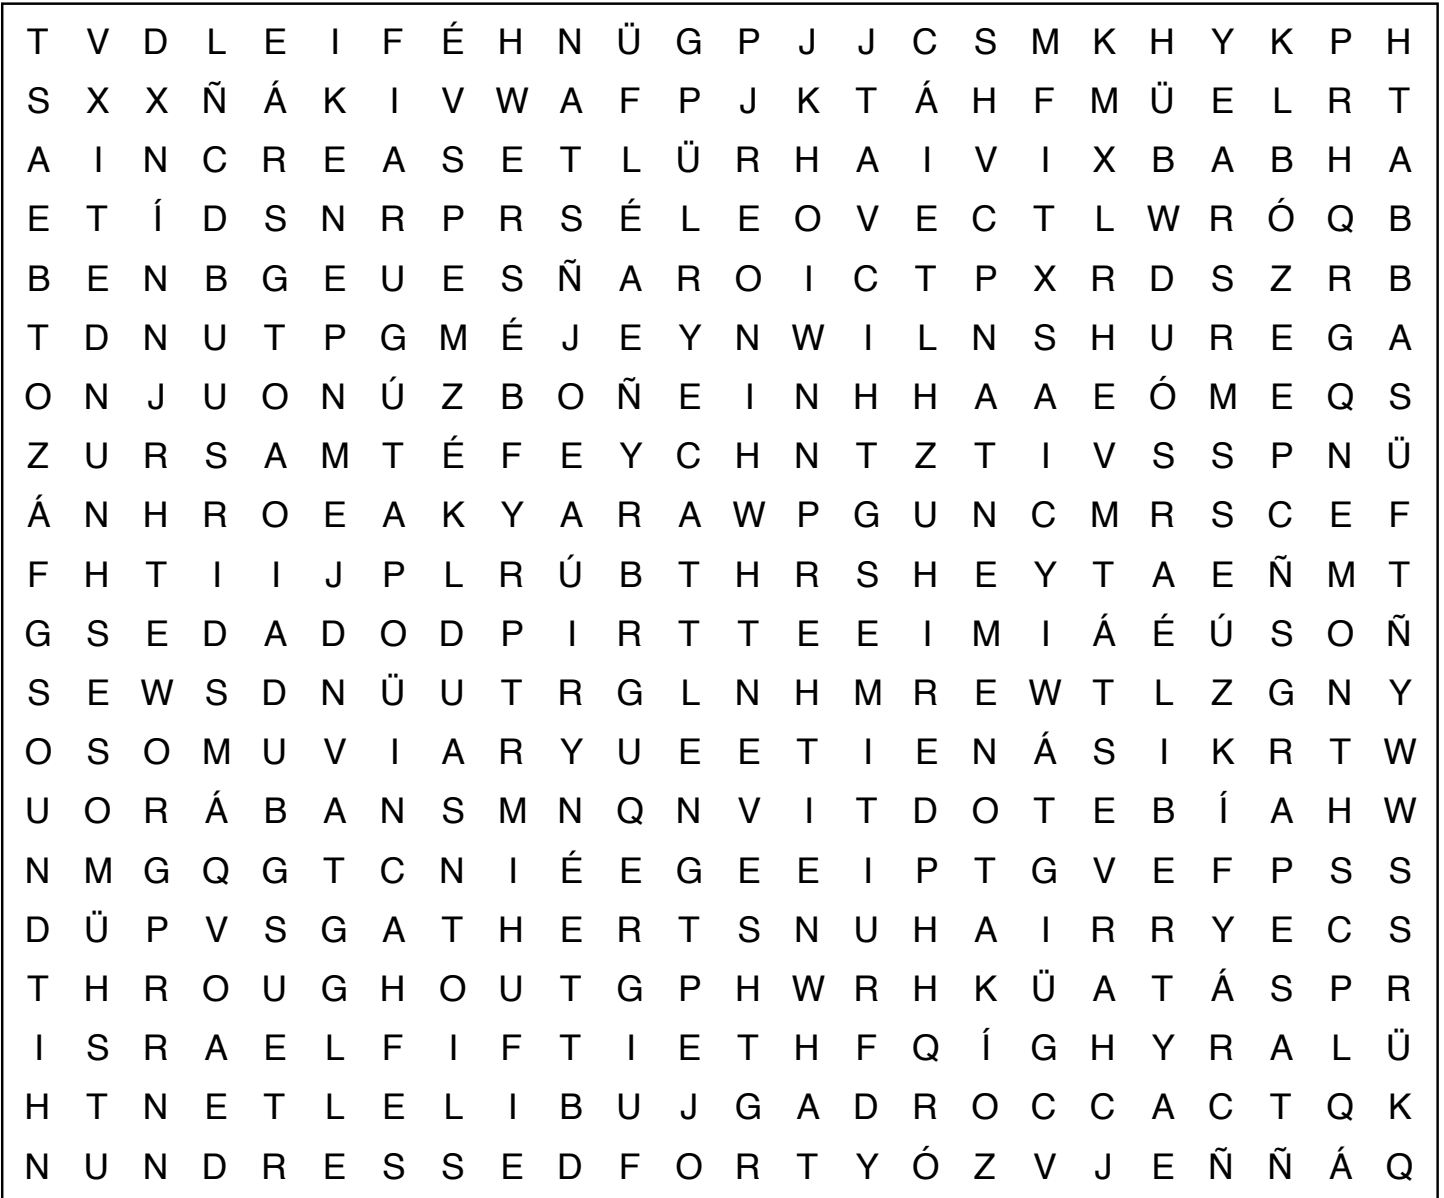 T V D L E I F É H N Ü G P J J C S M K H Y K P H
S X X Ñ Á K I V W A F P J K T Á H F M Ü E L R T
A I N C R E A S E T L Ü R H A I V I X B A B H A
E T Í D S N R P R S É L E O V E C T L W R Ó Q B
B E N B G E U E S Ñ A R O I C T P X R D S Z R B
T D N U T P G M É J E Y N W I L N S H U R E G A
O N J U O N Ú Z B O Ñ E I N H H A A E Ó M E Q S
Z U R S A M T É F E Y C H N T Z T I V S S P N Ü
Á N H R O E A K Y A R A W P G U N C M R S C E F
F H T I I J P L R Ú B T H R S H E Y T A E Ñ M T
G S E D A D O D P I R T T E E I M I Á É Ú S O Ñ
S E W S D N Ü U T R G L N H M R E W T L Z G N Y
O S O M U V I A R Y U E E T I E N Á S I K R T W
U O R Á B A N S M N Q N V I T D O T E B Í A H W
N M G Q G T C N I É E G E E I P T G V E F P S S
D Ü P V S G A T H E R T S N U H A I R R Y E C S
T H R O U G H O U T G P H W R H K Ü A T Á S P R
I S R A E L F I F T I E T H F Q Í G H Y R A L Ü
H T N E T L E L I B U J G A D R O C C A C T Q K
N U N D R E S S E D F O R T Y Ó Z V J E Ñ Ñ Á Q